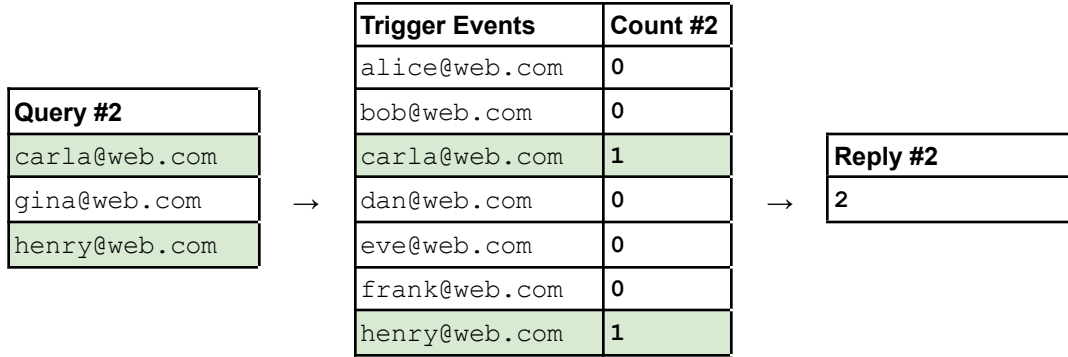 Query #2
carla@web.com
gina@web.com
henry@web.com
→
Trigger Events Count #2
alice@web.com 0
bob@web.com 0
carla@web.com 1
dan@web.com 0
eve@web.com 0
frank@web.com 0
henry@web.com 1
→
Reply #2
2